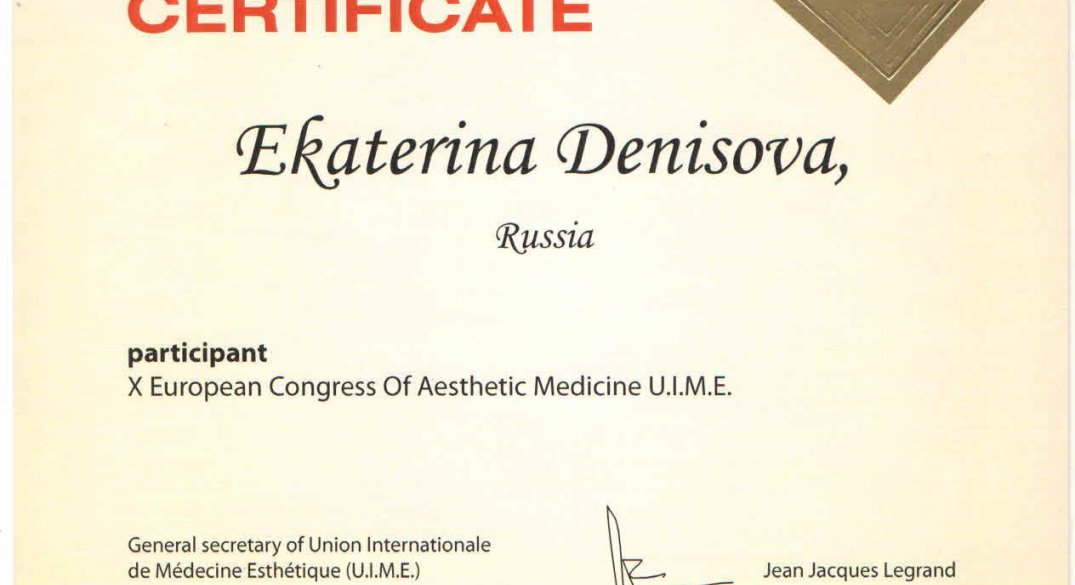 CERTIFICATE
Ekaterina Denisova,
Russia
participant
X European Congress Of Aesthetic Medicine U.I.M.E.
General secretary of Union Internationale
de Médecine Esthétique (U.I.M.E.)
Jean Jacques Legrand